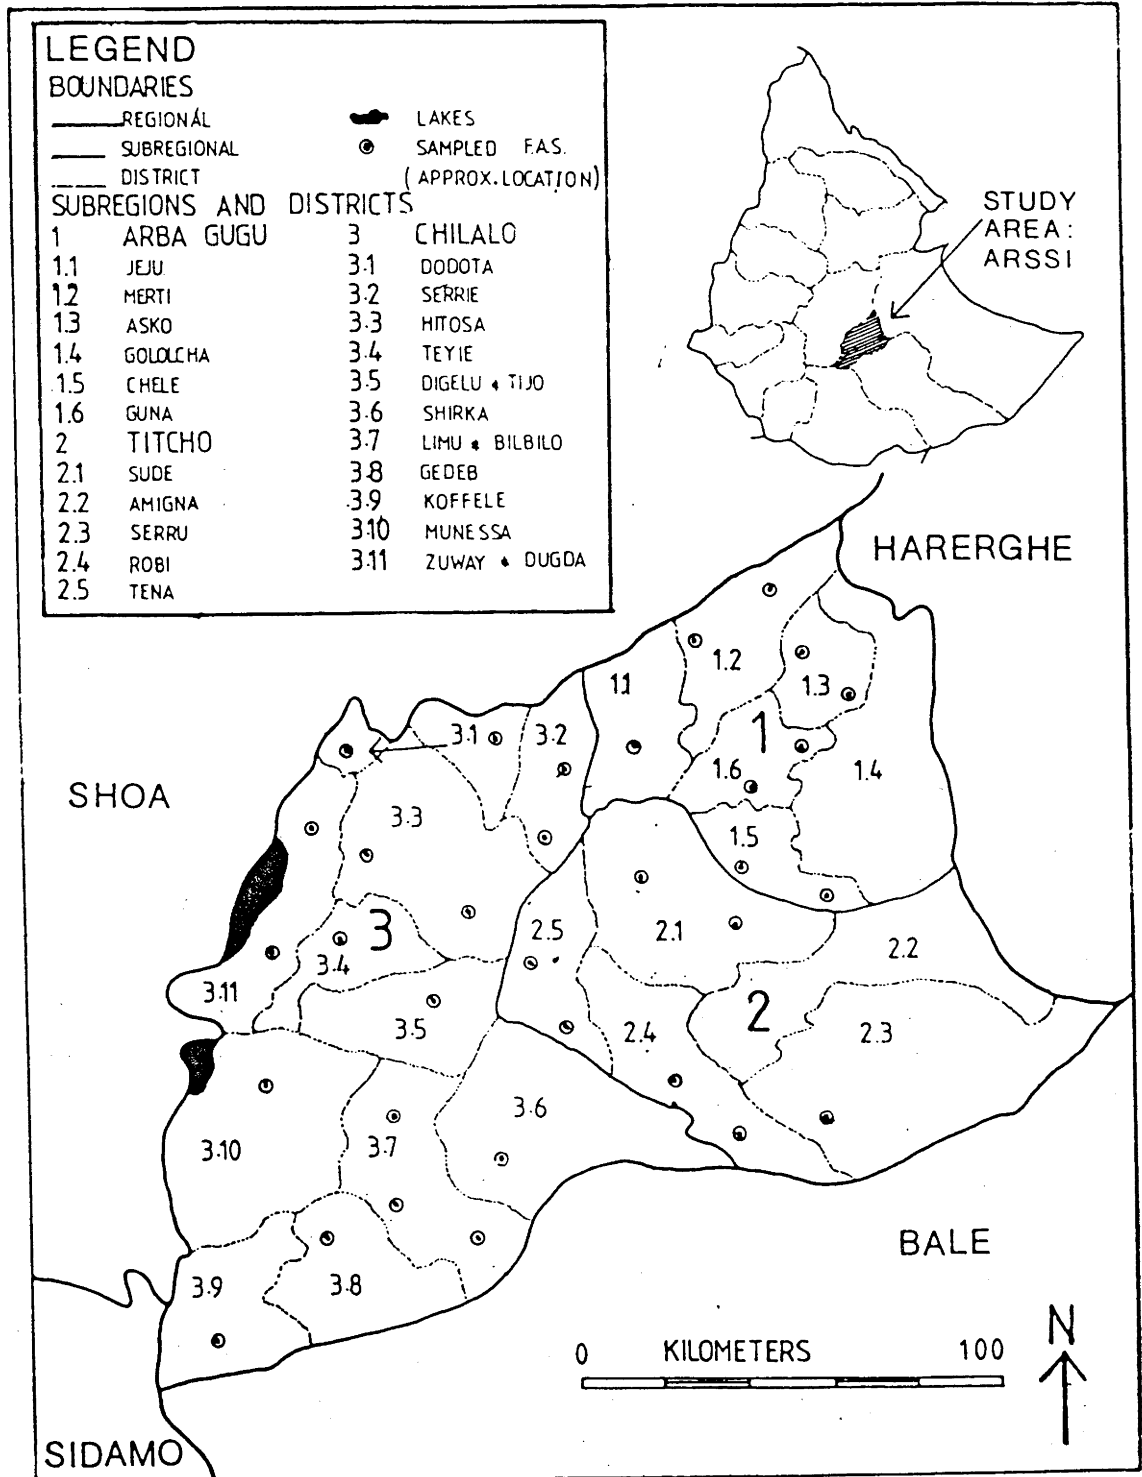 LEGEND
BOUNDARIES
REGIONAL
LAKES
SUBREGIONAL
SAMPLED F.A.S.
DISTRICT
(APPROX.LOCATION)
SUBREGIONS AND DISTRICTS
1 ARBA GUGU 3 CHILALO
1.1 JEJU 3.1 DODOTA
1.2 MERTI 3.2 SERRIE
1.3 ASKO 3.3 HITOSA
1.4 GOLOLCHA 3.4 TEYIE
1.5 CHELE 3.5 DIGELU & TIJO
1.6 GUNA 3.6 SHIRKA
2 TITCHO 3.7 LIMU & BILBILO
2.1 SUDE 3.8 GEDEB
2.2 AMIGNA 3.9 KOFFELE
2.3 SERRU 3.10 MUNESSA
2.4 ROBI 3.11 ZUWAY & DUGDA
2.5 TENA
STUDY
AREA:
ARSSI
HARERGHE
1.2
1.1
1.3
3.1
3.2
1
1.6
1.4
SHOA
3.3
1.5
3
2.5
2.1
2.2
3.4
3.11
2
3.5
2.4
2.3
3.6
3.10
3.7
BALE
3.9
3.8
0 KILOMETERS 100
N
SIDAMO